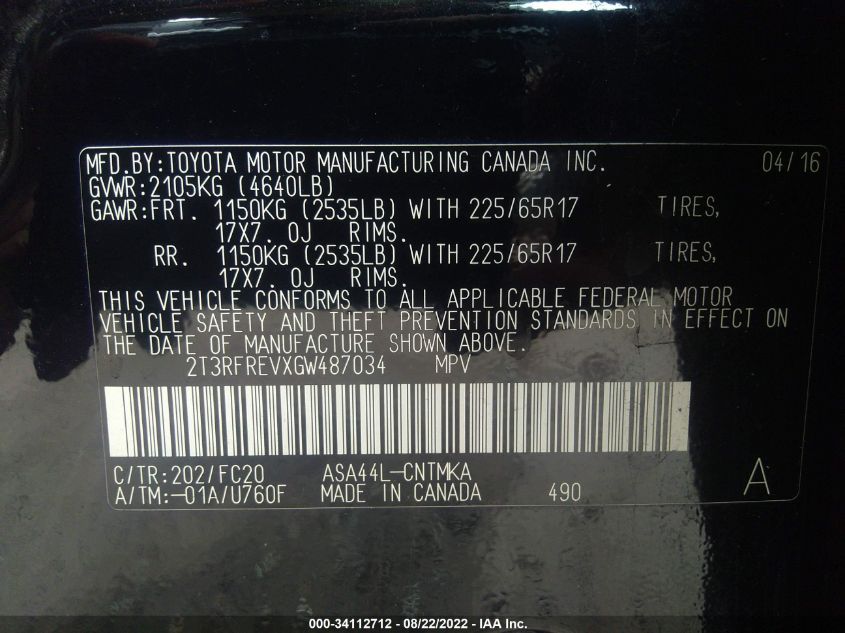 MFD.BY:TOYOTA MOTOR MANUFACTURING CANADA INC. 04/16
GVWR:2105KG (4640LB)
GAWR:FRT. 1150KG (2535LB) WITH 225/65R17 TIRES,
17X7. 0J RIMS.
RR. 1150KG (2535LB) WITH 225/65R17 TIRES,
17X7. 0J RIMS.
THIS VEHICLE CONFORMS TO ALL APPLICABLE FEDERAL MOTOR
VEHICLE SAFETY AND THEFT PREVENTION STANDARDS IN EFFECT ON
THE DATE OF MANUFACTURE SHOWN ABOVE.
2T3RFREVXGW487034 MPV
C/TR:202/FC20 ASA44L-CNTMKA
A/TM:-01A/U760F MADE IN CANADA 490 A
000-34112712 - 08/22/2022 - IAA Inc.